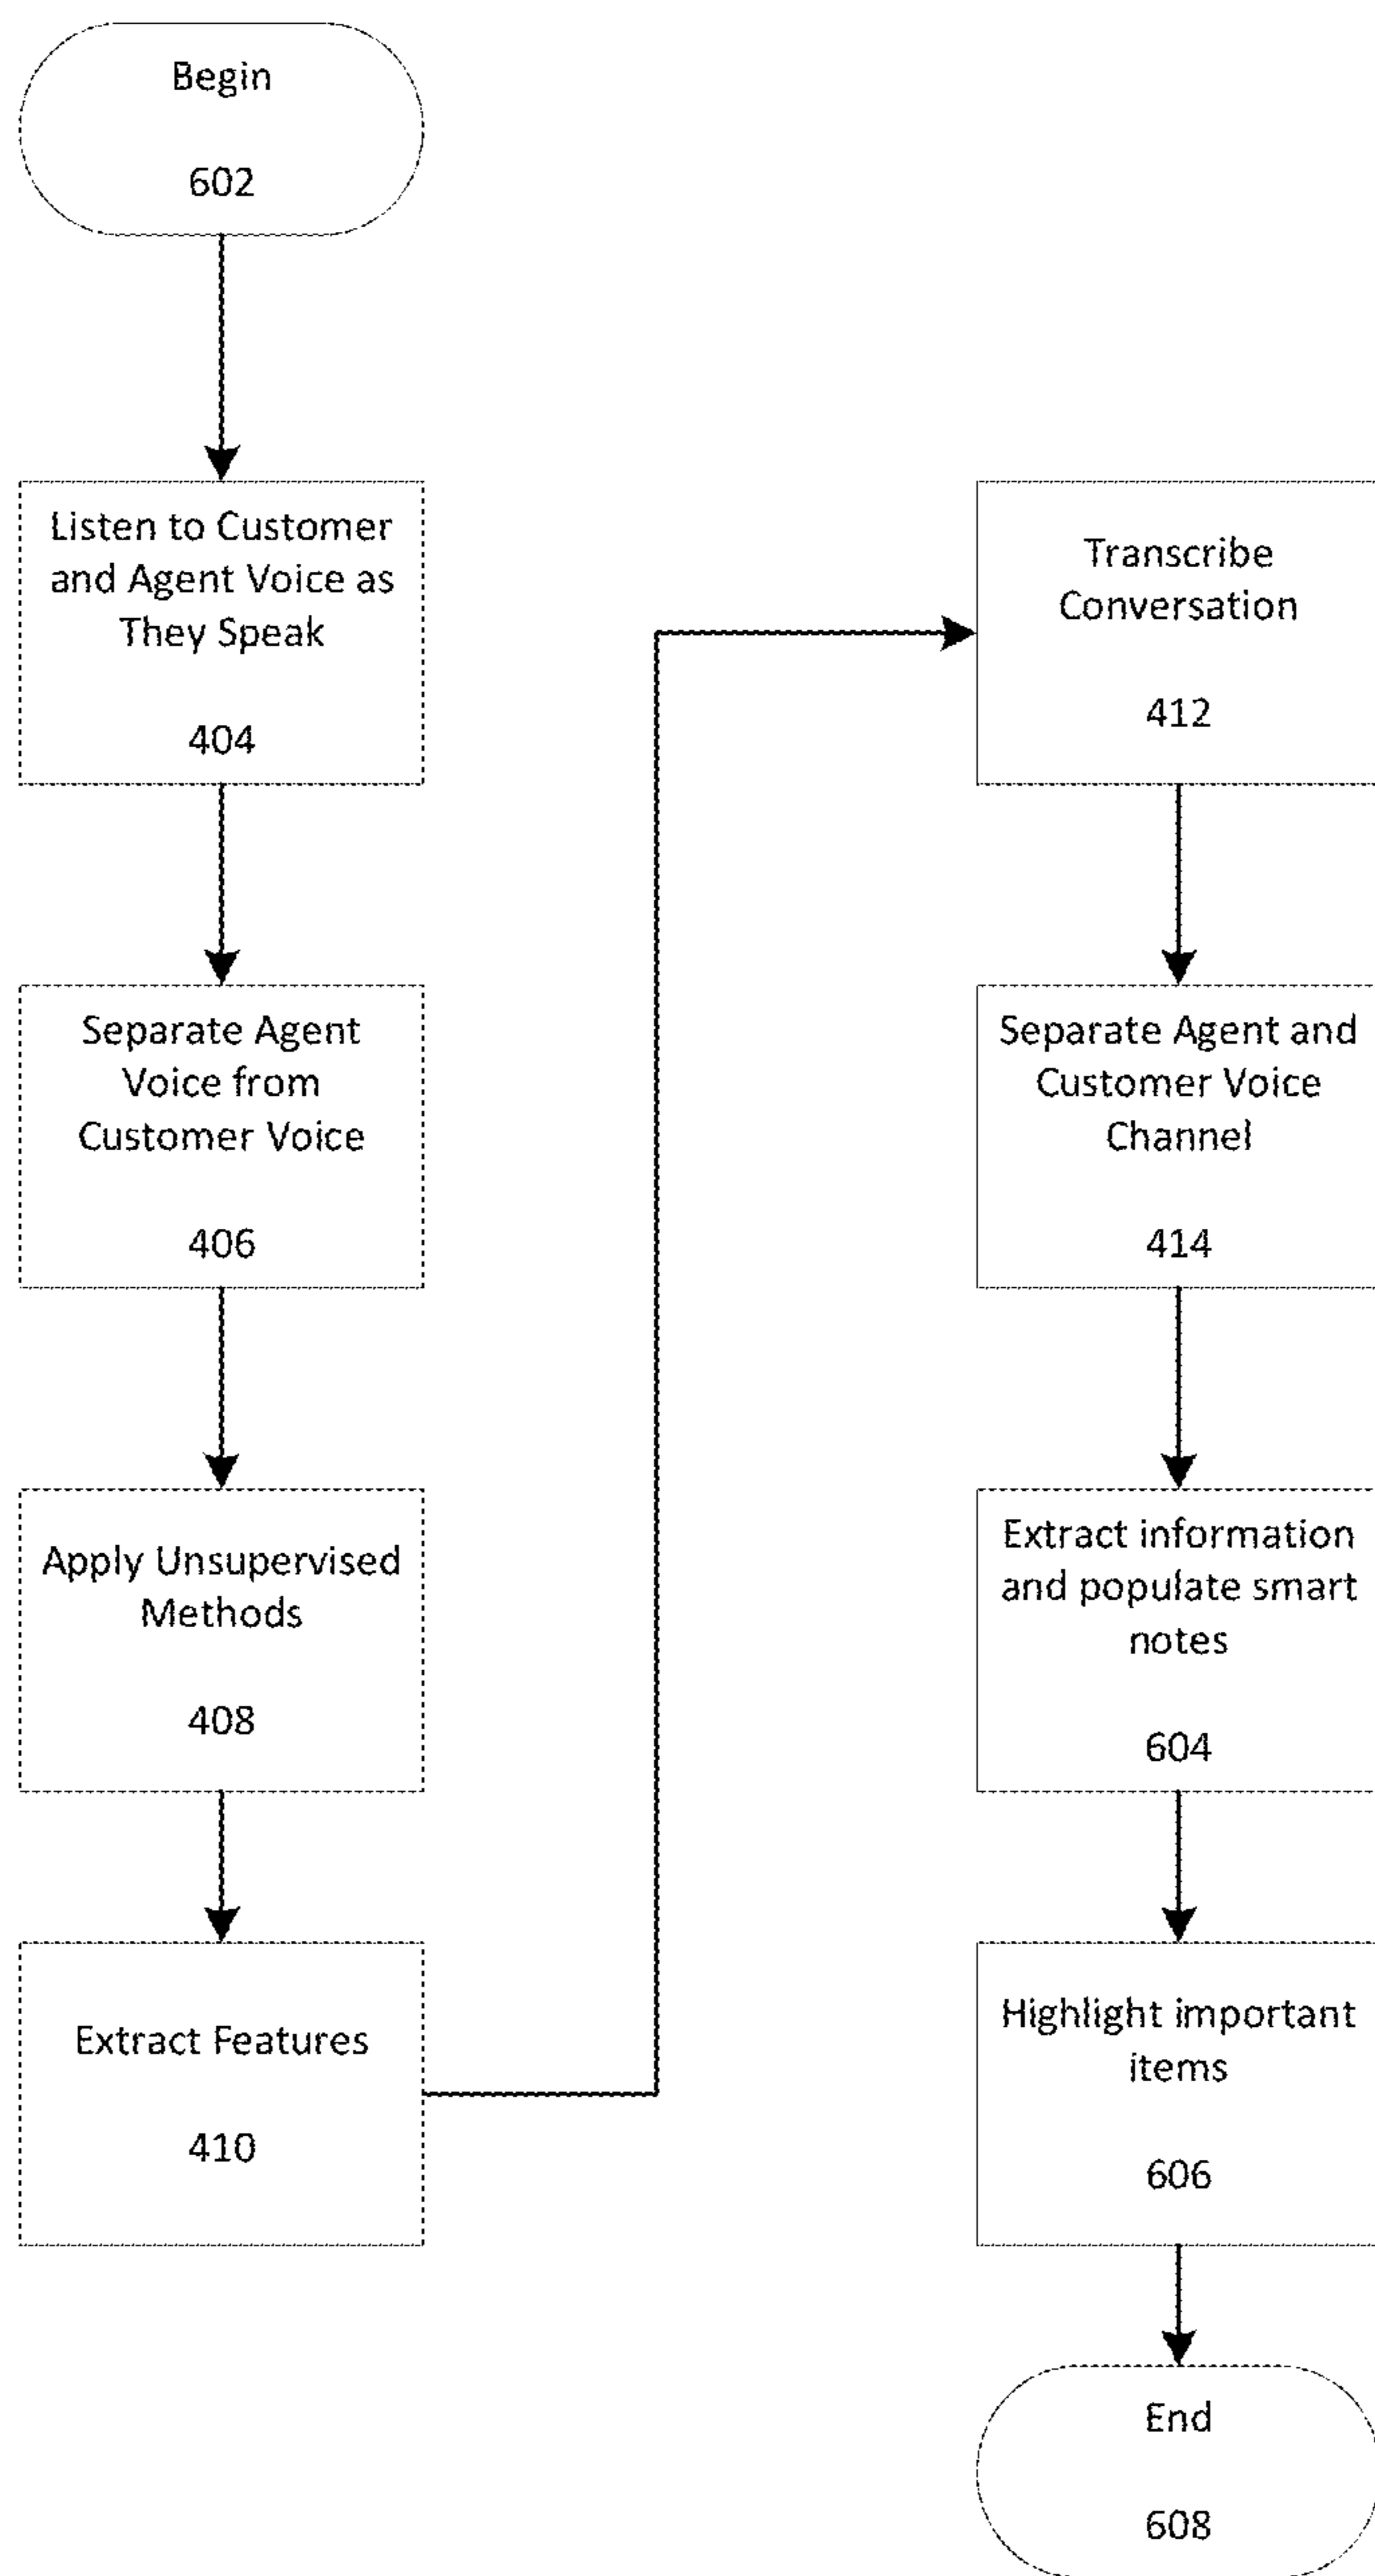 Begin
602
Listen to Customer
and Agent Voice as
They Speak
404
Separate Agent
Voice from
Customer Voice
406
Apply Unsupervised
Methods
408
Extract Features
410
Transcribe
Conversation
412
Separate Agent and
Customer Voice
Channel
414
Extract information
and populate smart
notes
604
Highlight important
items
606
End
608